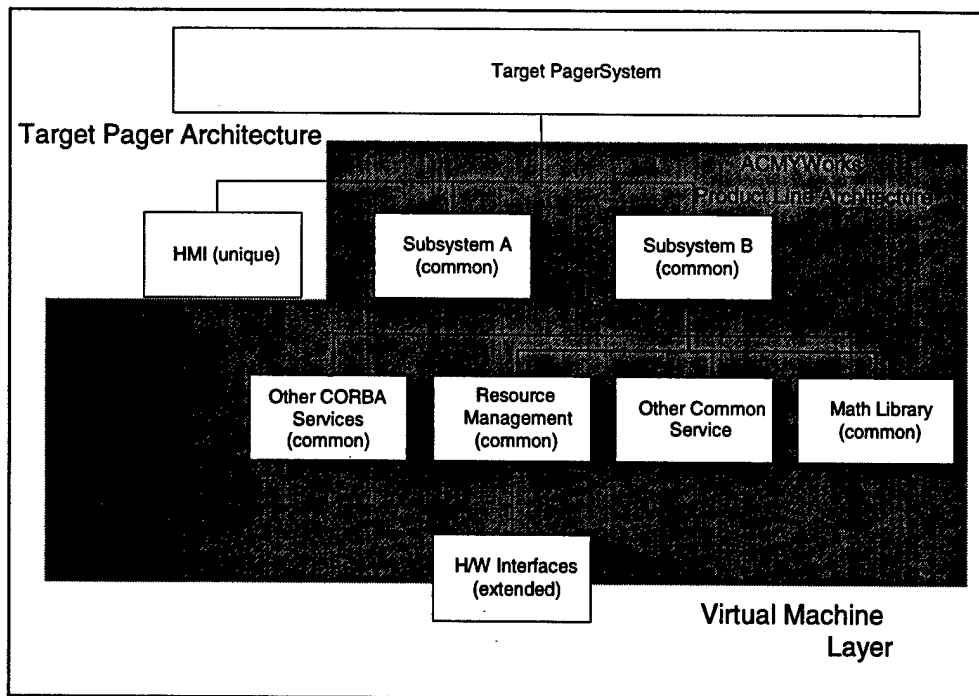 Target PagerSystem
Target Pager Architecture
ACMYWorks
Product Line Architecture
HMI (unique)
Subsystem A
(common)
Subsystem B
(common)
Other CORBA
Services
(common)
Resource
Management
(common)
Other Common
Service
Math Library
(common)
H/W Interfaces
(extended)
Virtual Machine
Layer